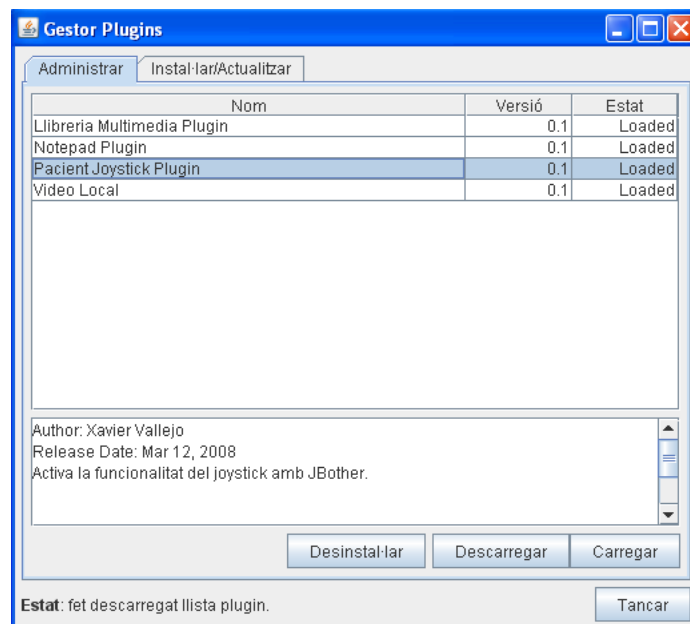 Gestor Plugins
Administrar Instal·lar/Actualitzar
Nom Versió Estat
Llibreria Multimedia Plugin 0.1 Loaded
Notepad Plugin 0.1 Loaded
Pacient Joystick Plugin 0.1 Loaded
Video Local 0.1 Loaded
Author: Xavier Vallejo
Release Date: Mar 12, 2008
Activa la funcionalitat del joystick amb JBother.
Desinstal·lar Descarregar Carregar
Estat: fet descarregat llista plugin. Tancar